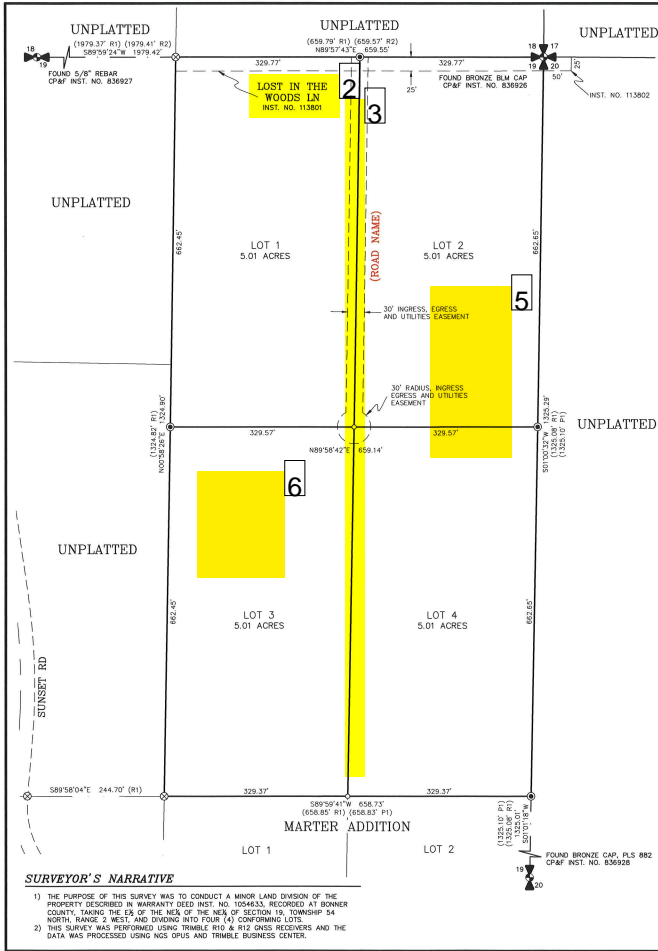 UNPLATTED
UNPLATTED
UNPLATTED
(1979.37' R1) (1979.41' R2)
S89°59'24"W 1979.42'
(659.79' R1) (659.57' R2)
N89°57'43"E 659.55'
18
19
329.77'
329.77'
18 17
19 20
25'
50'
25'
FOUND 5/8" REBAR
CP&F INST. NO. 836927
LOST IN THE
WOODS LN
INST. NO. 113801
2
3
FOUND BRONZE BLM CAP
CP&F INST. NO. 836926
INST. NO. 113802
UNPLATTED
662.45'
LOT 1
5.01 ACRES
(ROAD NAME)
LOT 2
5.01 ACRES
662.65'
5
30' INGRESS, EGRESS
AND UTILITIES EASEMENT
30' RADIUS, INGRESS
EGRESS AND UTILITIES
EASEMENT
(1324.82' R1)
N00°58'26"E 1324.90'
329.57'
329.57'
N89°58'42"E 659.14'
S01°00'32"W 1325.29'
(1325.08' R1)
(1325.10' P1)
UNPLATTED
6
UNPLATTED
662.45'
LOT 3
5.01 ACRES
LOT 4
5.01 ACRES
662.65'
SUNSET RD
S89°58'04"E 244.70' (R1)
329.37'
329.37'
S89°59'41"W 658.73'
(658.85' R1) (658.83' P1)
MARTER ADDITION
LOT 1
LOT 2
(1325.10' P1)
(1325.08' R1)
1325.01'
S01°01'18"W
FOUND BRONZE CAP, PLS 882
CP&F INST. NO. 836928
19
20
SURVEYOR'S NARRATIVE
1) THE PURPOSE OF THIS SURVEY WAS TO CONDUCT A MINOR LAND DIVISION OF THE
PROPERTY DESCRIBED IN WARRANTY DEED INST. NO. 1054633, RECORDED AT BONNER
COUNTY, TAKING THE E½ OF THE NE¼ OF THE NE¼ OF SECTION 19, TOWNSHIP 54
NORTH, RANGE 2 WEST, AND DIVIDING INTO FOUR (4) CONFORMING LOTS.
2) THIS SURVEY WAS PERFORMED USING TRIMBLE R10 & R12 GNSS RECEIVERS AND THE
DATA WAS PROCESSED USING NGS OPUS AND TRIMBLE BUSINESS CENTER.